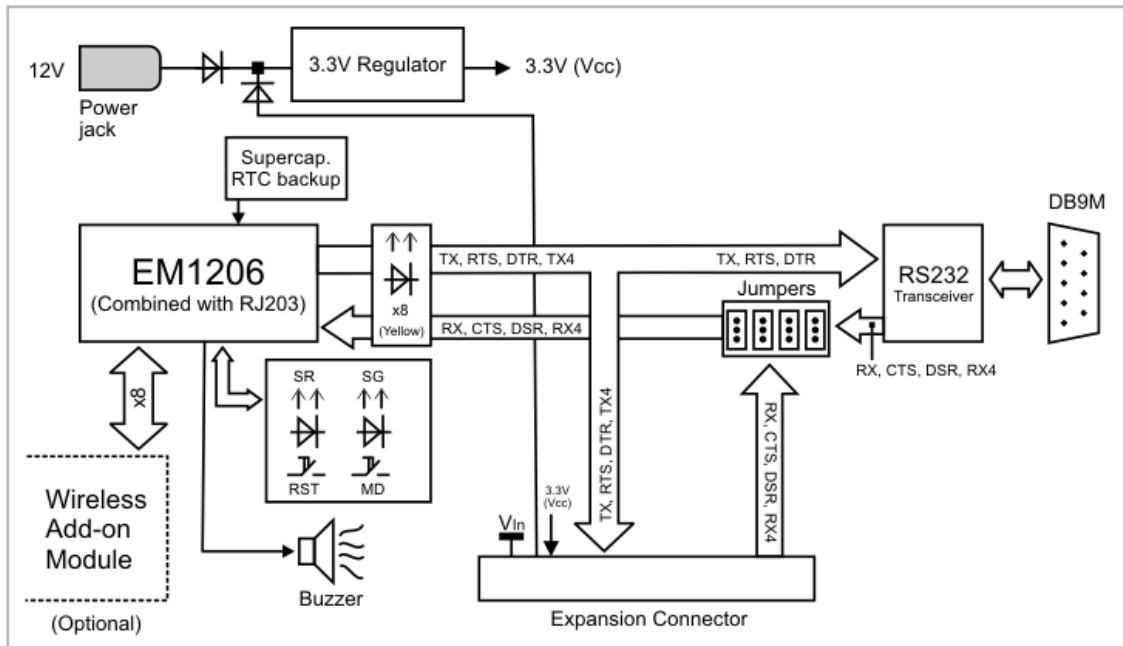 12V
Power
jack
3.3V Regulator
3.3V (Vcc)
Supercap.
RTC backup
DB9M
EM1206
(Combined with RJ203)
x8
(Yellow)
TX, RTS, DTR, TX4
TX, RTS, DTR
RS232
Transceiver
Jumpers
RX, CTS, DSR, RX4
RX, CTS, DSR, RX4
x8
SR
SG
RST
MD
TX, RTS, DTR, TX4
RX, CTS, DSR, RX4
Wireless
Add-on
Module
(Optional)
Buzzer
VIn
3.3V
(Vcc)
Expansion Connector